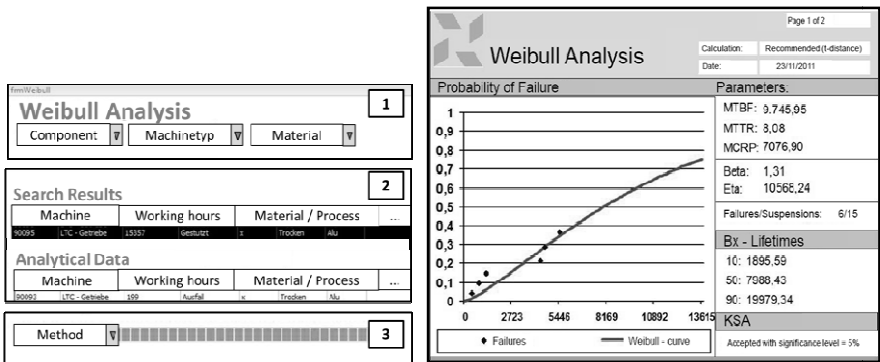 frmWeibull
Weibull Analysis
1
Component Machinetyp Material
2
Search Results
Machine Working hours Material / Process ...
90095 LTC - Getriebe 15357 Gestutzt x Trocken Alu
Analytical Data
Machine Working hours Material / Process ...
90093 LTC - Getriebe 199 Ausfall x Trocken Alu
Method 3
Page 1 of 2
Weibull Analysis
Calculation: Recommended (t-distance)
Date: 23/11/2011
Probability of Failure
Parameters:
1
0,9
0,8
0,7
0,6
0,5
0,4
0,3
0,2
0,1
0
0 2723 5446 8169 10892 13615
Failures Weibull - curve
MTBF: 9.745,95
MTTR: 8,08
MCRP: 7076,90
Beta: 1,31
Eta: 10568,24
Failures/Suspensions: 6/15
Bx - Lifetimes
10: 1895,59
50: 7988,43
90: 19979,34
KSA
Accepted with significance level = 5%